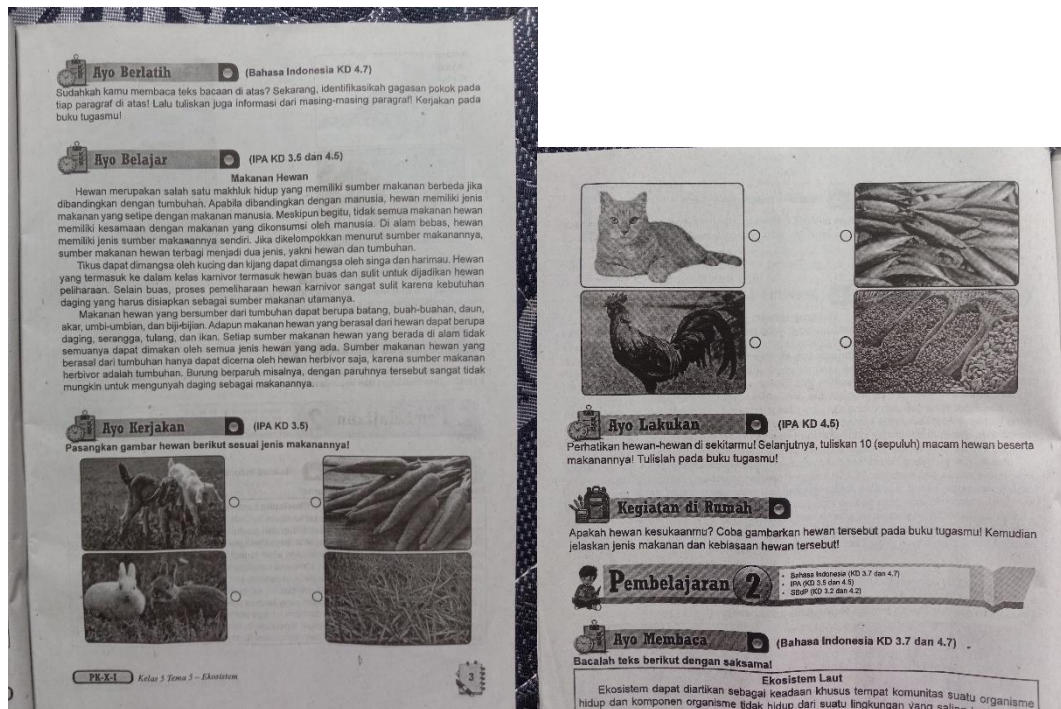 Ayo Berlatih (Bahasa Indonesia KD 4.7)
Sudahkah kamu membaca teks bacaan di atas? Sekarang, identifikasikah gagasan pokok pada
tiap paragraf di atas! Lalu tuliskan juga informasi dari masing-masing paragraf! Kerjakan pada
buku tugasmu!
Ayo Belajar (IPA KD 3.5 dan 4.5)
Makanan Hewan
Hewan merupakan salah satu makhluk hidup yang memiliki sumber makanan berbeda jika
dibandingkan dengan tumbuhan. Apabila dibandingkan dengan manusia, hewan memiliki jenis
makanan yang setipe dengan makanan manusia. Meskipun begitu, tidak semua makanan hewan
memiliki kesamaan dengan makanan yang dikonsumsi oleh manusia. Di alam bebas, hewan
memiliki jenis sumber makanannya sendiri. Jika dikelompokkan menurut sumber makanannya,
sumber makanan hewan terbagi menjadi dua jenis, yakni hewan dan tumbuhan.
Tikus dapat dimangsa oleh kucing dan kijang dapat dimangsa oleh singa dan harimau. Hewan
yang termasuk ke dalam kelas karnivor termasuk hewan buas dan sulit untuk dijadikan hewan
peliharaan. Selain buas, proses pemeliharaan hewan karnivor sangat sulit karena kebutuhan
daging yang harus disiapkan sebagai sumber makanan utamanya.
Makanan hewan yang bersumber dari tumbuhan dapat berupa batang, buah-buahan, daun,
akar, umbi-umbian, dan biji-bijian. Adapun makanan hewan yang berasal dari hewan dapat berupa
daging, serangga, tulang, dan ikan. Setiap sumber makanan hewan yang berada di alam tidak
semuanya dapat dimakan oleh semua jenis hewan yang ada. Sumber makanan hewan yang
berasal dari tumbuhan hanya dapat dicerna oleh hewan herbivor saja, karena sumber makanan
herbivor adalah tumbuhan. Burung berparuh misalnya, dengan paruhnya tersebut sangat tidak
mungkin untuk mengunyah daging sebagai makanannya.
Ayo Kerjakan (IPA KD 3.5)
Pasangkan gambar hewan berikut sesuai jenis makanannya!
PK-X-I Kelas 5 Tema 5 – Ekosistem
3
Ayo Lakukan (IPA KD 4.5)
Perhatikan hewan-hewan di sekitarmu! Selanjutnya, tuliskan 10 (sepuluh) macam hewan beserta
makanannya! Tulislah pada buku tugasmu!
Kegiatan di Rumah
Apakah hewan kesukaanmu? Coba gambarkan hewan tersebut pada buku tugasmu! Kemudian
jelaskan jenis makanan dan kebiasaan hewan tersebut!
Pembelajaran 2
• Bahasa Indonesia (KD 3.7 dan 4.7)
• IPA (KD 3.5 dan 4.5)
• SBdP (KD 3.2 dan 4.2)
Ayo Membaca (Bahasa Indonesia KD 3.7 dan 4.7)
Bacalah teks berikut dengan saksama!
Ekosistem Laut
Ekosistem dapat diartikan sebagai keadaan khusus tempat komunitas suatu organisme
hidup dan komponen organisme tidak hidup dari suatu lingkungan yang